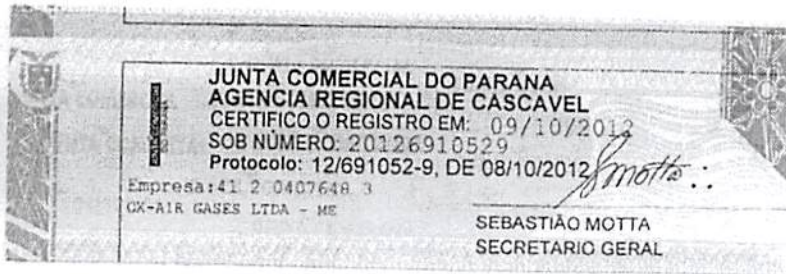 JUNTA COMERCIAL DO PARANA
AGENCIA REGIONAL DE CASCAVEL
CERTIFICO O REGISTRO EM: 09/10/2012
SOB NÚMERO: 20126910529
Protocolo: 12/691052-9, DE 08/10/2012
Empresa:41 2 0407648 3
OX-AIR GASES LTDA - ME
Smotta
SEBASTIÃO MOTTA
SECRETARIO GERAL